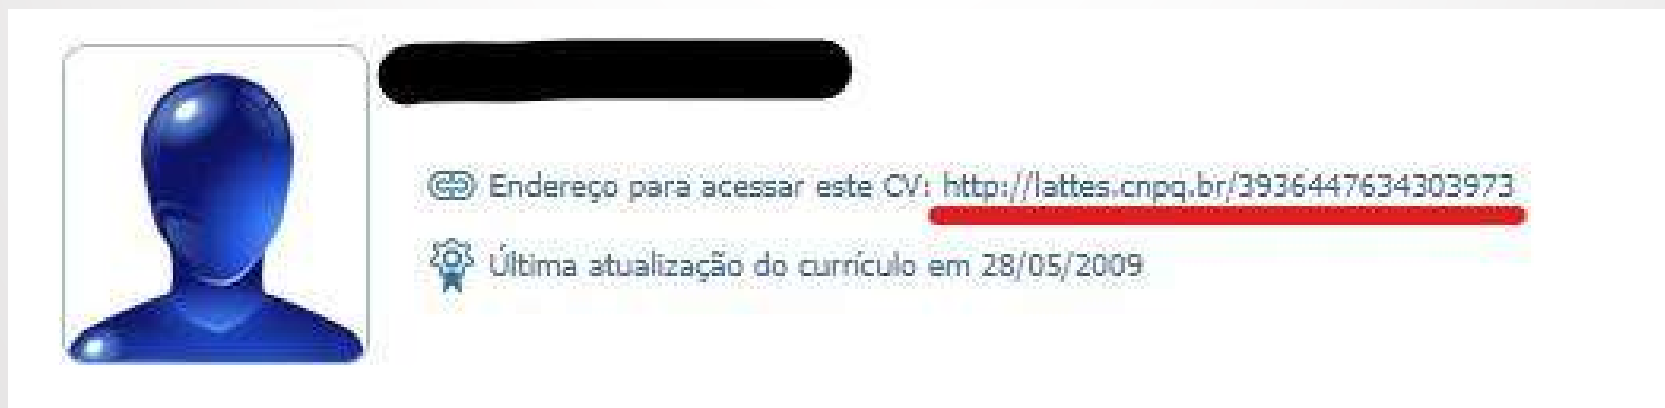 Endereço para acessar este CV: http://lattes.cnpq.br/3936447634303973
Última atualização do currículo em 28/05/2009